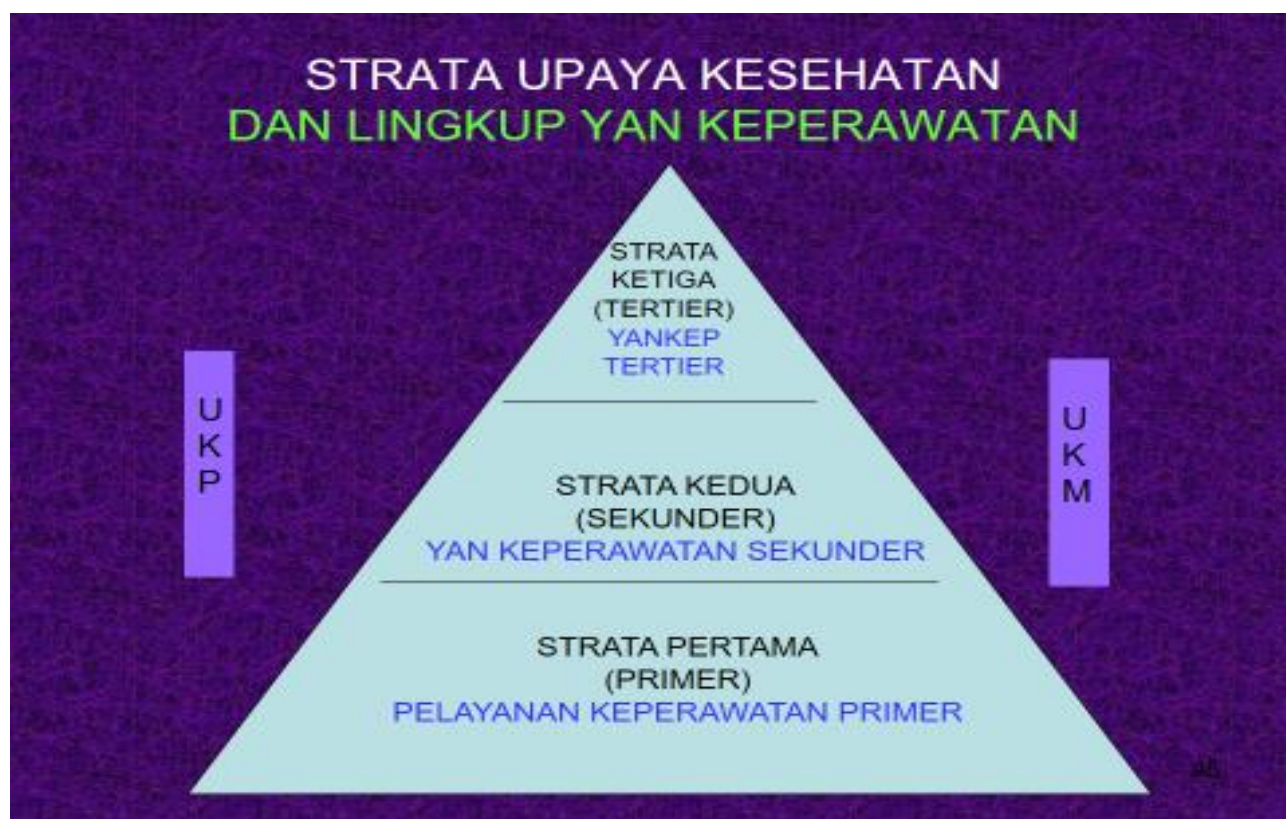 STRATA UPAYA KESEHATAN
DAN LINGKUP YAN KEPERAWATAN
STRATA
KETIGA
(TERTIER)
YANKEP
TERTIER
U
K
P
U
K
M
STRATA KEDUA
(SEKUNDER)
YAN KEPERAWATAN SEKUNDER
STRATA PERTAMA
(PRIMER)
PELAYANAN KEPERAWATAN PRIMER